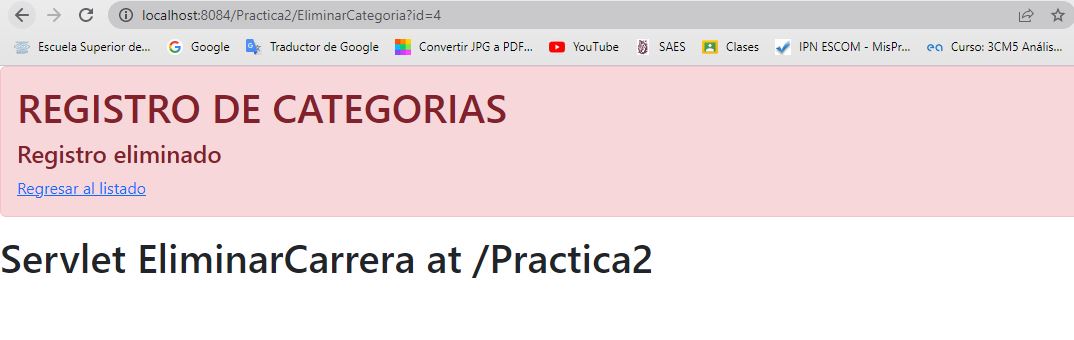 localhost:8084/Practica2/EliminarCategoria?id=4
Escuela Superior de... Google Traductor de Google Convertir JPG a PDF... YouTube SAES Clases IPN ESCOM - MisPr... Curso: 3CM5 Anális...
REGISTRO DE CATEGORIAS
Registro eliminado
Regresar al listado
Servlet EliminarCarrera at /Practica2